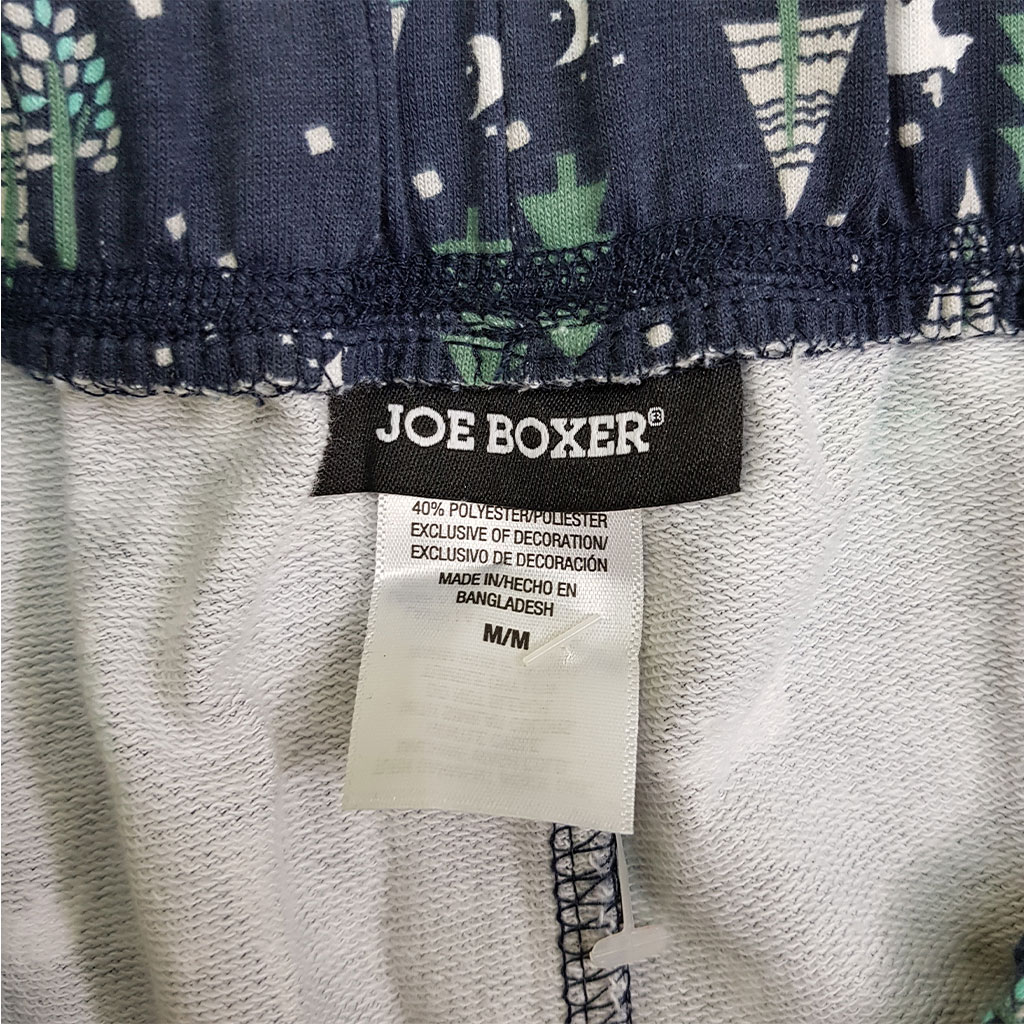 JOE BOXER®
40% POLYESTER/POLIESTER
EXCLUSIVE OF DECORATION/
EXCLUSIVO DE DECORACIÓN
MADE IN/HECHO EN
BANGLADESH
M/M